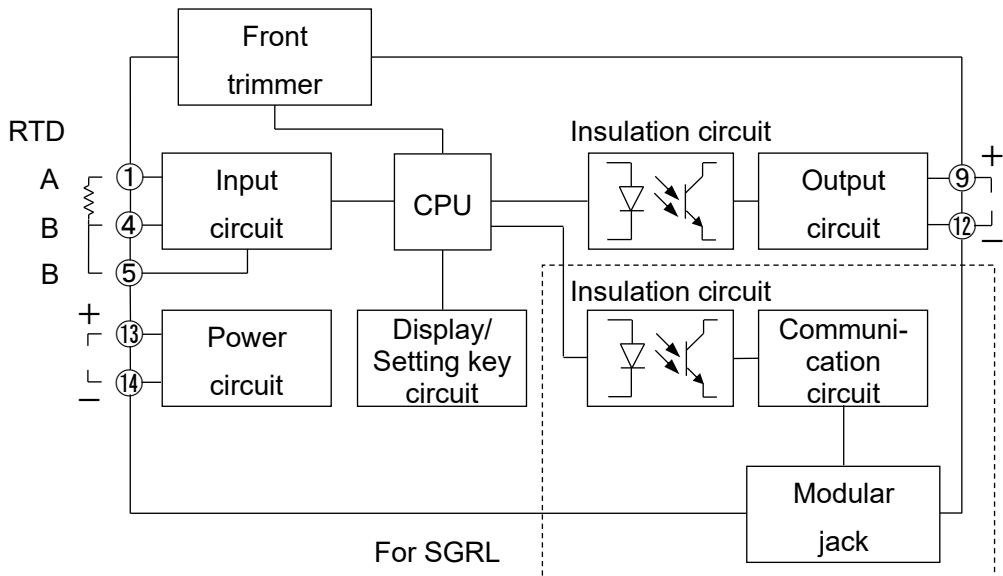 Front
trimmer
RTD
Insulation circuit
A
①
Input
circuit
CPU
Output
circuit
⑨
+
B
④
⑫
−
B
⑤
Insulation circuit
+
⑬
Power
circuit
Display/
Setting key
circuit
Communi-
cation
circuit
⑭
−
Modular
jack
For SGRL